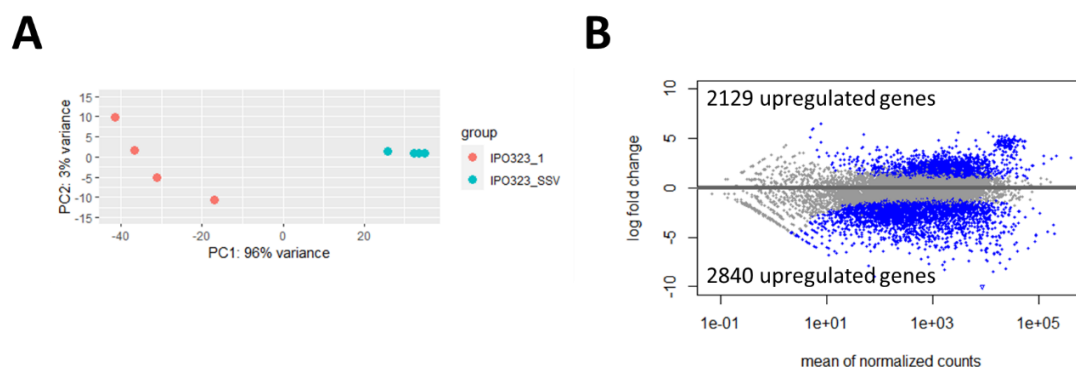 A
15
10
5
0
-5
-10
-15
PC2: 3% variance
-40
-20
0
20
PC1: 96% variance
group
IPO323_1
IPO323_SSV
B
10
5
0
-5
-10
log fold change
2129 upregulated genes
2840 upregulated genes
1e-01
1e+01
1e+03
1e+05
mean of normalized counts